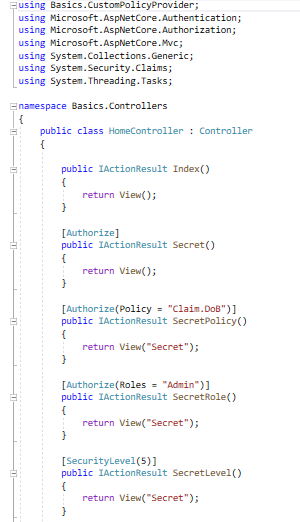 using Basics.CustomPolicyProvider;
using Microsoft.AspNetCore.Authentication;
using Microsoft.AspNetCore.Authorization;
using Microsoft.AspNetCore.Mvc;
using System.Collections.Generic;
using System.Security.Claims;
using System.Threading.Tasks;

namespace Basics.Controllers
{
    public class HomeController : Controller
    {

        public IActionResult Index()
        {
            return View();
        }

        [Authorize]
        public IActionResult Secret()
        {
            return View();
        }

        [Authorize(Policy = "Claim.DoB")]
        public IActionResult SecretPolicy()
        {
            return View("Secret");
        }

        [Authorize(Roles = "Admin")]
        public IActionResult SecretRole()
        {
            return View("Secret");
        }

        [SecurityLevel(5)]
        public IActionResult SecretLevel()
        {
            return View("Secret");
        }